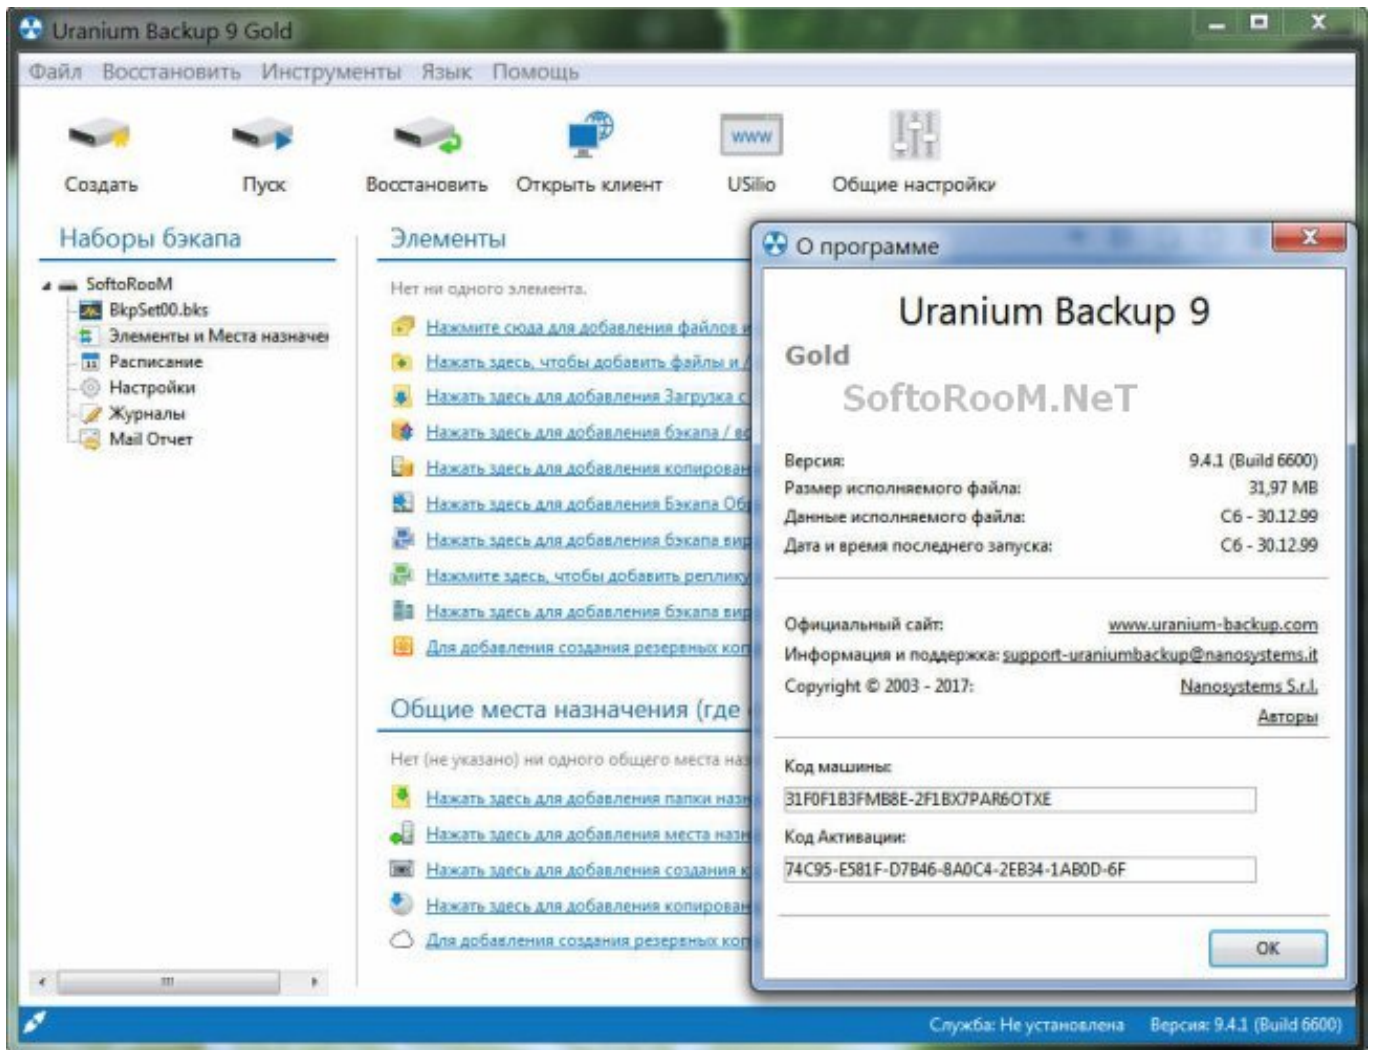 Uranium Backup 9 Gold
Файл Восстановить Инструменты Язык Помощь
Создать Пуск Восстановить Открыть клиент USilio Общие настройки
www
Наборы бэкапа
SoftoRooM
BkpSet00.bks
Элементы и Места назначе
Расписание
Настройки
Журналы
Mail Отчет
Элементы
Нет ни одного элемента.
Нажмите сюда для добавления файлов и
Нажать здесь, чтобы добавить файлы и /
Нажать здесь для добавления Загрузка с
Нажать здесь для добавления бэкапа / во
Нажать здесь для добавления копирован
Нажать здесь для добавления Бэкапа Обр
Нажать здесь для добавления бэкапа вир
Нажмите здесь, чтобы добавить реплику
Нажать здесь для добавления бэкапа вир
Для добавления создания резервных коп
Общие места назначения (где
Нет (не указано) ни одного общего места наз
Нажать здесь для добавления папки назн
Нажать здесь для добавления места назн
Нажать здесь для добавления создания к
Нажать здесь для добавления копирован
Для добавления создания резервных коп
О программе
Uranium Backup 9
Gold
SoftoRooM.NeT
Версия: 9.4.1 (Build 6600)
Размер исполняемого файла: 31,97 MB
Данные исполняемого файла: Сб - 30.12.99
Дата и время последнего запуска: Сб - 30.12.99
Официальный сайт: www.uranium-backup.com
Информация и поддержка: support-uraniumbackup@nanosystems.it
Copyright © 2003 - 2017: Nanosystems S.r.l.
Авторы
Код машины:
31F0F1B3FMB8E-2F1BX7PAR6OTXE
Код Активации:
74C95-E581F-D7B46-8A0C4-2EB34-1AB0D-6F
OK
Служба: Не установлена Версия: 9.4.1 (Build 6600)